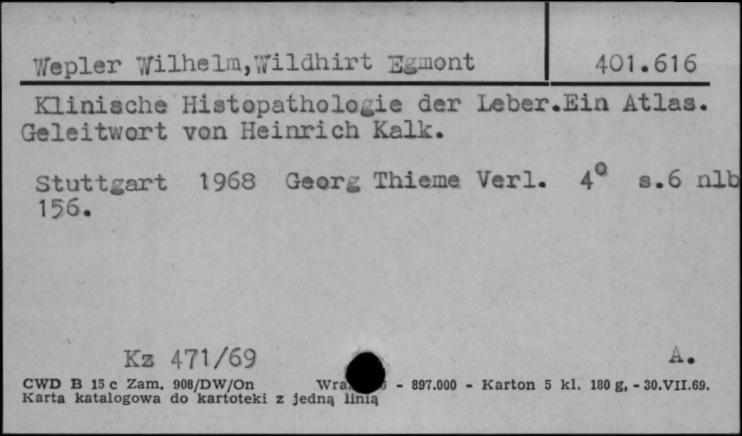 Wepler Wilhelm,Wildhirt Egmont 401.616
Klinische Histopathologie der Leber.Ein Atlas.
Geleitwort von Heinrich Kalk.
Stuttgart 1968 Georg Thieme Verl. 4° s.6 nlb
156.
Kz 471/69 A.
CWD B 15 c Zam. 908/DW/On - 897.000 - Karton 5 kl. 180 g, - 30.VII.69.
Karta katalogowa do kartoteki z jedną linią